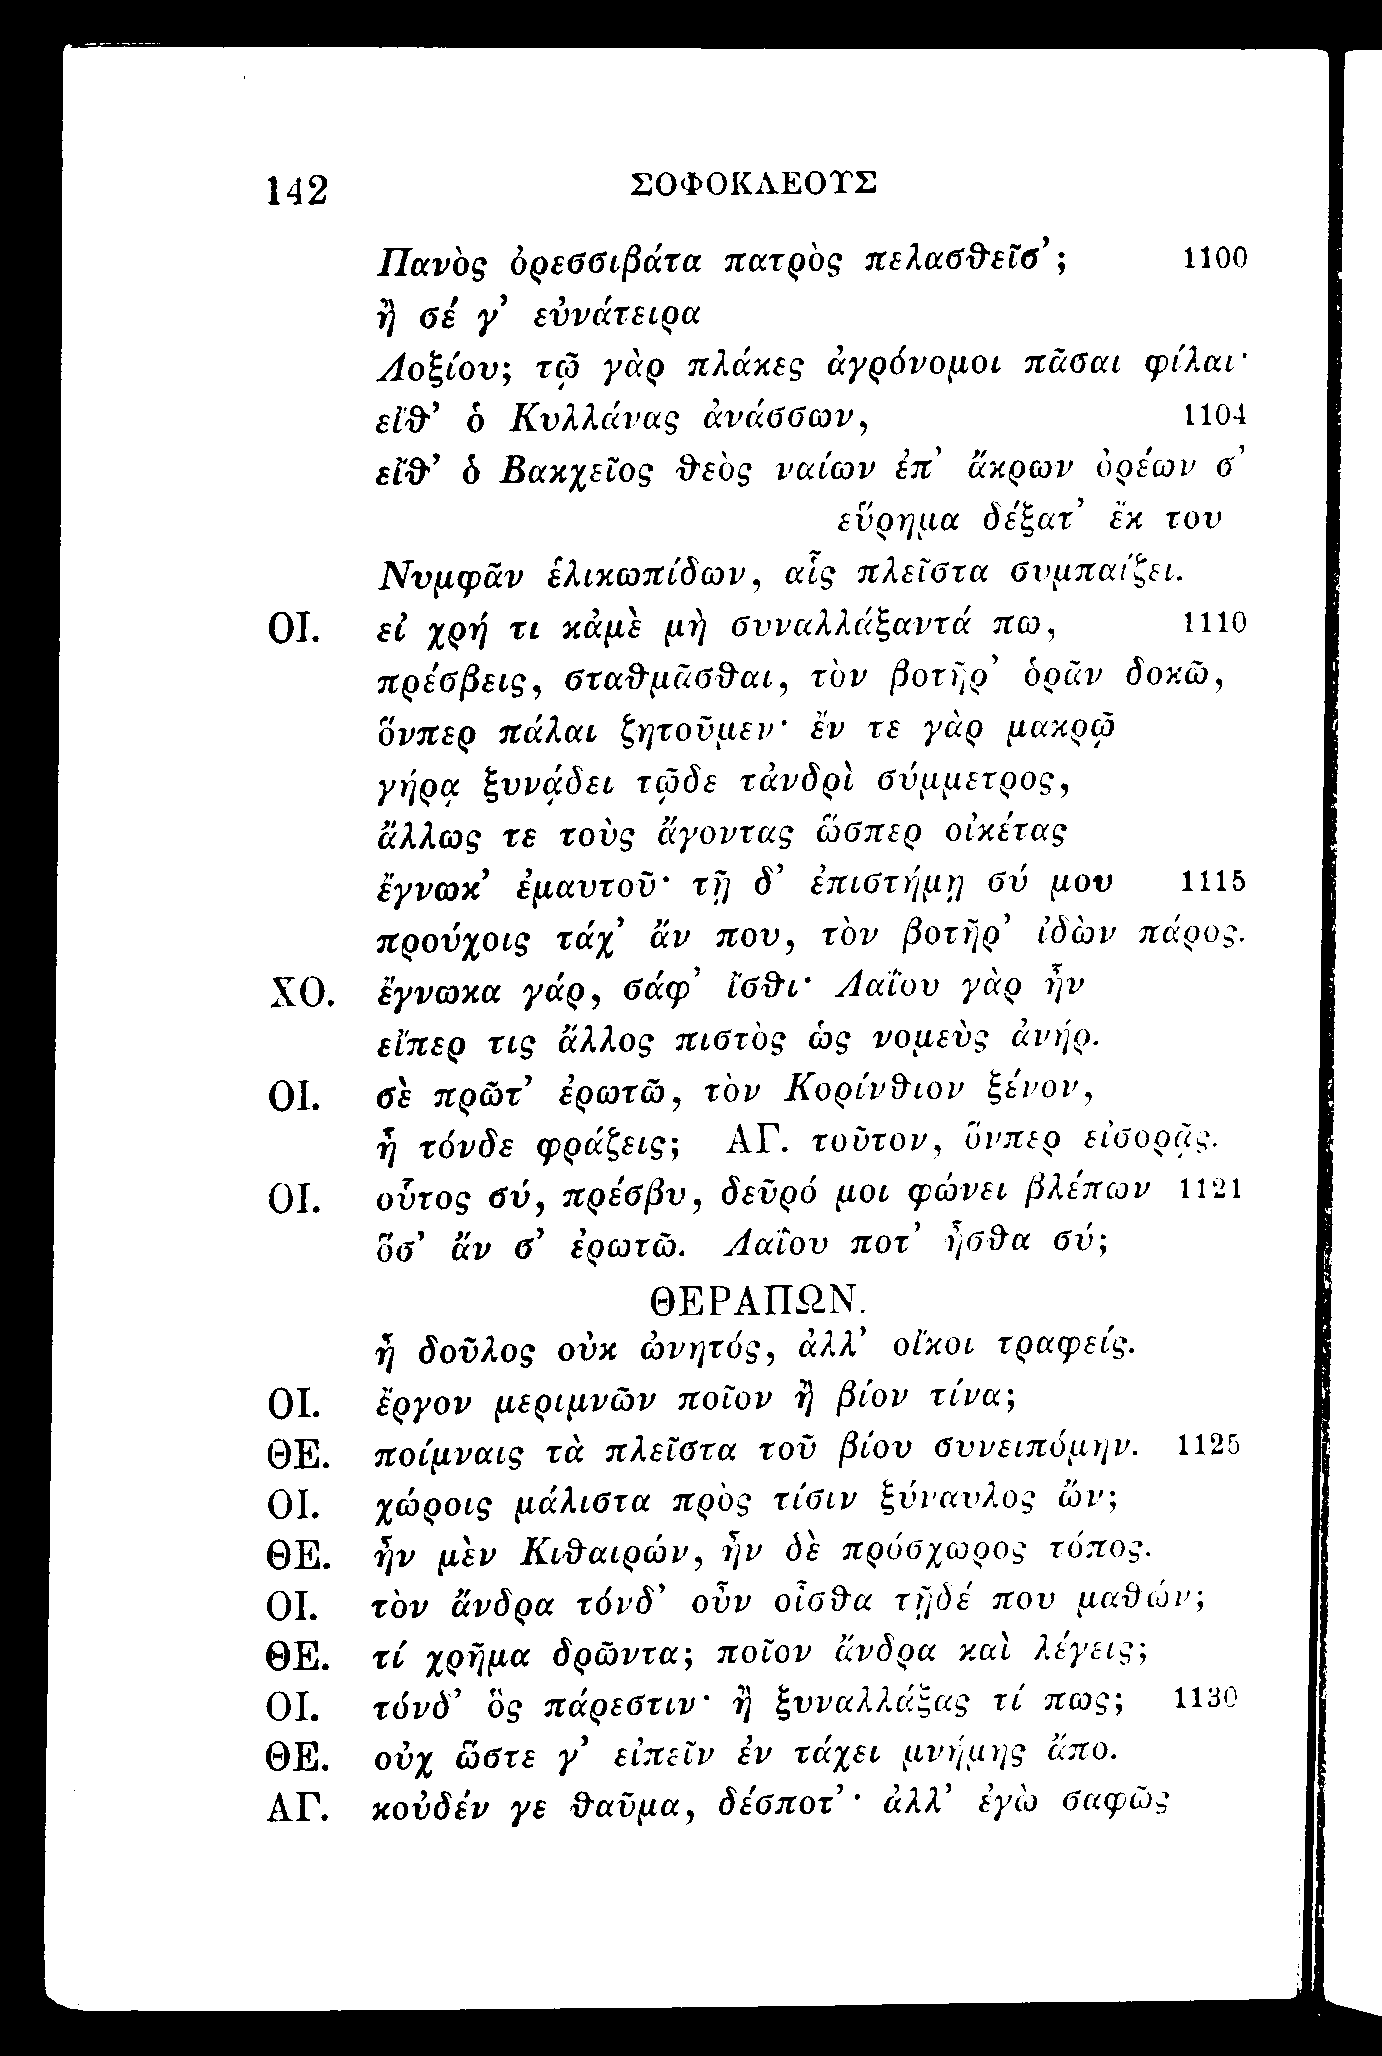 142 ΣΟΦΟΚΛΕΟΥΣ
Πανὸς ὀρεσσιβάτα πατρὸς πελασθεῖσ’; 1100
ἢ σέ γ’ εὐνάτειρα
Λοξίου; τῷ γὰρ πλάκες ἀγρόνομοι πᾶσαι φίλαι·
εἴθ’ ὁ Κυλλάνας ἀνάσσων, 1104
εἴθ’ ὁ Βακχεῖος θεὸς ναίων ἐπ’ ἄκρων ὀρέων σ’
εὕρημα δέξατ’ ἔκ του
Νυμφᾶν ἑλικωπίδων, αἷς πλεῖστα συμπαίζει.
ΟΙ. εἰ χρή τι κἀμὲ μὴ συναλλάξαντά πω, 1110
πρέσβεις, σταθμᾶσθαι, τὸν βοτῆρ’ ὁρᾶν δοκῶ,
ὅνπερ πάλαι ζητοῦμεν· ἔν τε γὰρ μακρῷ
γήρᾳ ξυνᾴδει τῷδε τἀνδρὶ σύμμετρος,
ἄλλως τε τοὺς ἄγοντας ὥσπερ οἰκέτας
ἔγνωκ’ ἐμαυτοῦ· τῇ δ’ ἐπιστήμῃ σύ μου 1115
προύχοις τάχ’ ἄν που, τὸν βοτῆρ’ ἰδὼν πάρος.
ΧΟ. ἔγνωκα γάρ, σάφ’ ἴσθι· Λαΐου γὰρ ἦν
εἴπερ τις ἄλλος πιστὸς ὡς νομεὺς ἀνήρ.
ΟΙ. σὲ πρῶτ’ ἐρωτῶ, τὸν Κορίνθιον ξένον,
ἦ τόνδε φράζεις; ΑΓ. τοῦτον, ὅνπερ εἰσορᾷς.
ΟΙ. οὗτος σύ, πρέσβυ, δεῦρό μοι φώνει βλέπων 1121
ὅσ’ ἄν σ’ ἐρωτῶ. Λαΐου ποτ’ ἦσθα σύ;
ΘΕΡΑΠΩΝ.
ἦ δοῦλος οὐκ ὠνητός, ἀλλ’ οἴκοι τραφείς.
ΟΙ. ἔργον μεριμνῶν ποῖον ἢ βίον τίνα;
ΘΕ. ποίμναις τὰ πλεῖστα τοῦ βίου συνειπόμην. 1125
ΟΙ. χώροις μάλιστα πρὸς τίσιν ξύναυλος ὤν;
ΘΕ. ἦν μὲν Κιθαιρών, ἦν δὲ πρόσχωρος τόπος.
ΟΙ. τὸν ἄνδρα τόνδ’ οὖν οἶσθα τῇδέ που μαθών;
ΘΕ. τί χρῆμα δρῶντα; ποῖον ἄνδρα καὶ λέγεις;
ΟΙ. τόνδ’ ὃς πάρεστιν· ἢ ξυναλλάξας τί πως; 1130
ΘΕ. οὐχ ὥστε γ’ εἰπεῖν ἐν τάχει μνήμης ἄπο.
ΑΓ. κοὐδέν γε θαῦμα, δέσποτ’· ἀλλ’ ἐγὼ σαφῶς